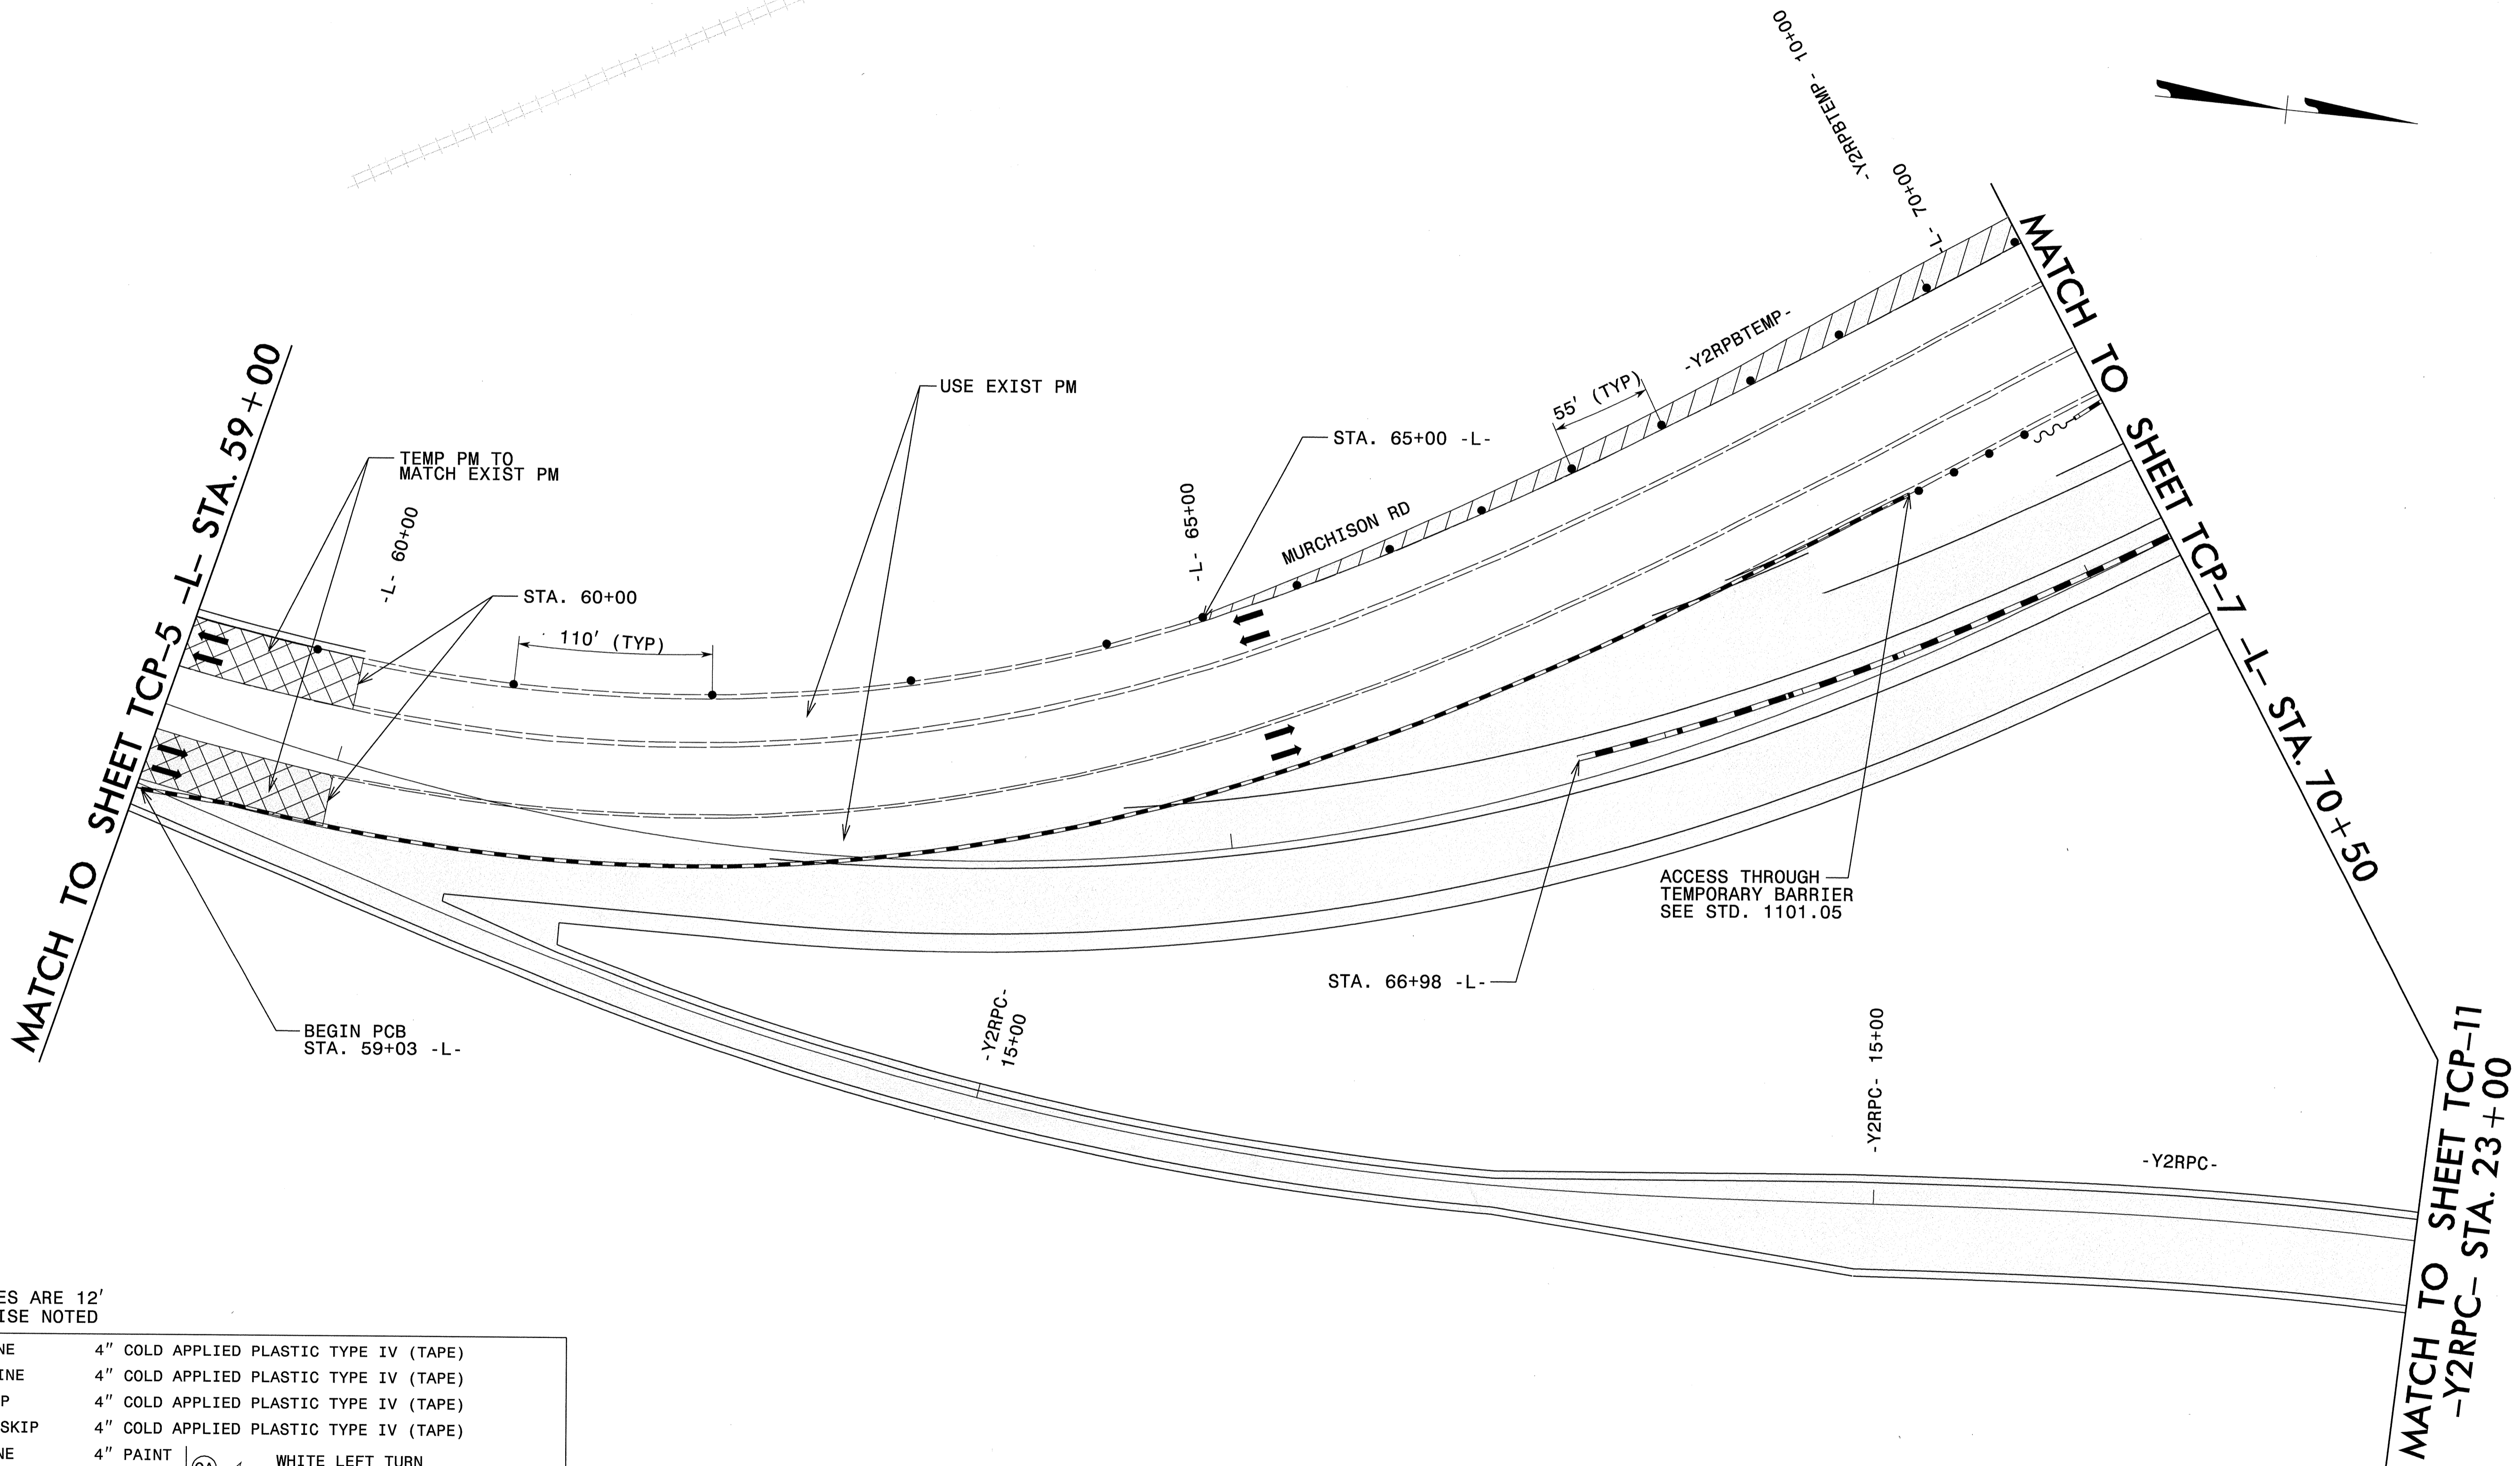 -Y2RPBTEMP- 10+00
-L- 70+00
MATCH TO SHEET TCP-5 -L- STA. 59+00
TEMP PM TO
MATCH EXIST PM
-L- 60+00
STA. 60+00
110' (TYP)
USE EXIST PM
-L- 65+00
STA. 65+00 -L-
MURCHISON RD
55' (TYP)
-Y2RPBTEMP-
MATCH TO SHEET TCP-7 -L- STA. 70+50
ACCESS THROUGH
TEMPORARY BARRIER
SEE STD. 1101.05
STA. 66+98 -L-
BEGIN PCB
STA. 59+03 -L-
-Y2RPC-
15+00
-Y2RPC- 15+00
-Y2RPC-
MATCH TO SHEET TCP-11
-Y2RPC- STA. 23+00
ES ARE 12'
ISE NOTED
NE 4" COLD APPLIED PLASTIC TYPE IV (TAPE)
INE 4" COLD APPLIED PLASTIC TYPE IV (TAPE)
P 4" COLD APPLIED PLASTIC TYPE IV (TAPE)
SKIP 4" COLD APPLIED PLASTIC TYPE IV (TAPE)
NE 4" PAINT
WHITE LEFT TURN